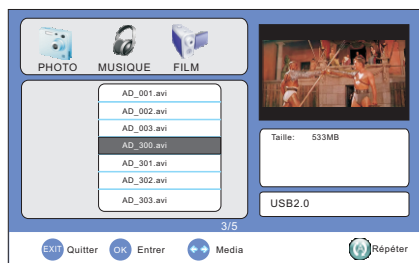 PHOTO MUSIQUE FILM
AD_001.avi
AD_002.avi
AD_003.avi
AD_300.avi
AD_301.avi
AD_302.avi
AD_303.avi
Taille: 533MB
USB2.0
3/5
EXIT Quitter OK Entrer Media Répéter